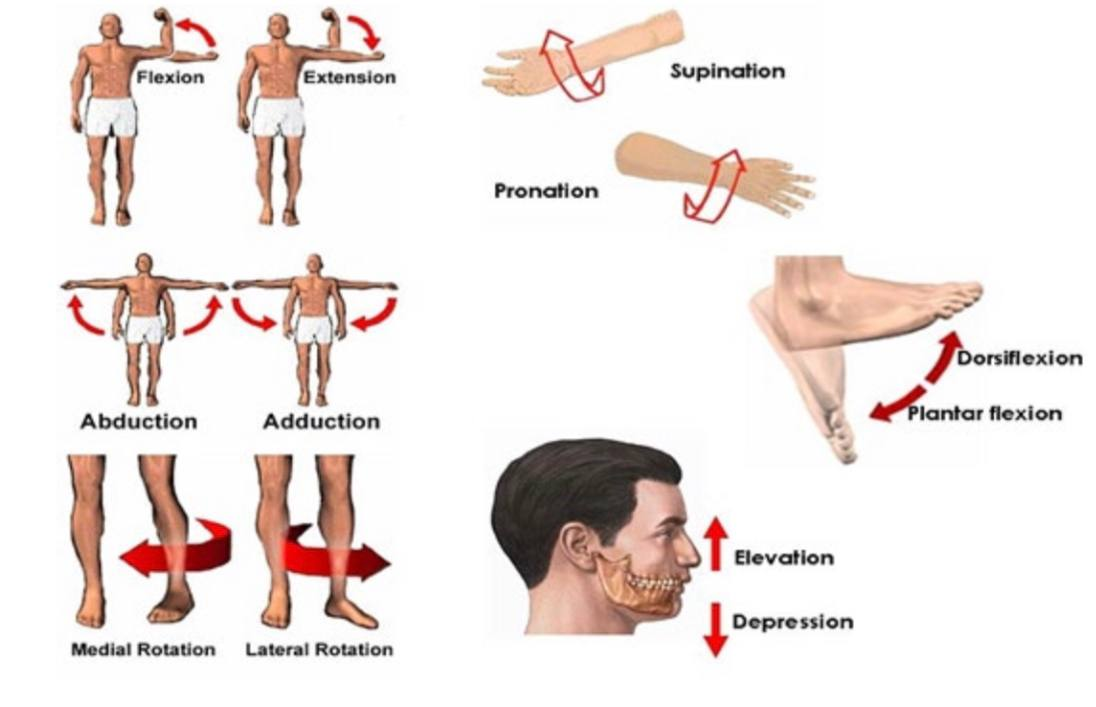 Flexion
Extension
Supination
Pronation
Abduction
Adduction
Dorsiflexion
Plantar flexion
Elevation
Depression
Medial Rotation
Lateral Rotation